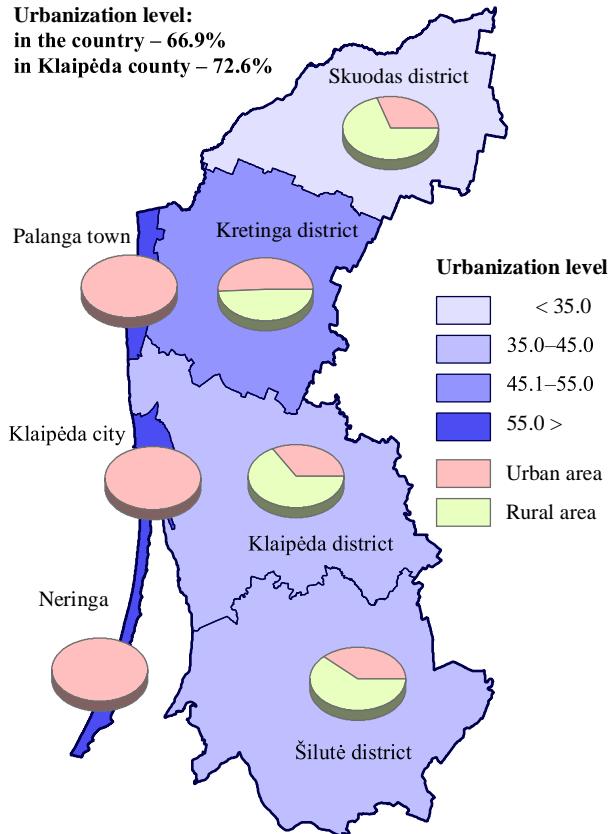 Urbanization level:
in the country – 66.9%
in Klaipėda county – 72.6%
Skuodas district
Palanga town
Kretinga district
Urbanization level
< 35.0
35.0–45.0
45.1–55.0
55.0 >
Urban area
Rural area
Klaipėda city
Klaipėda district
Neringa
Šilutė district